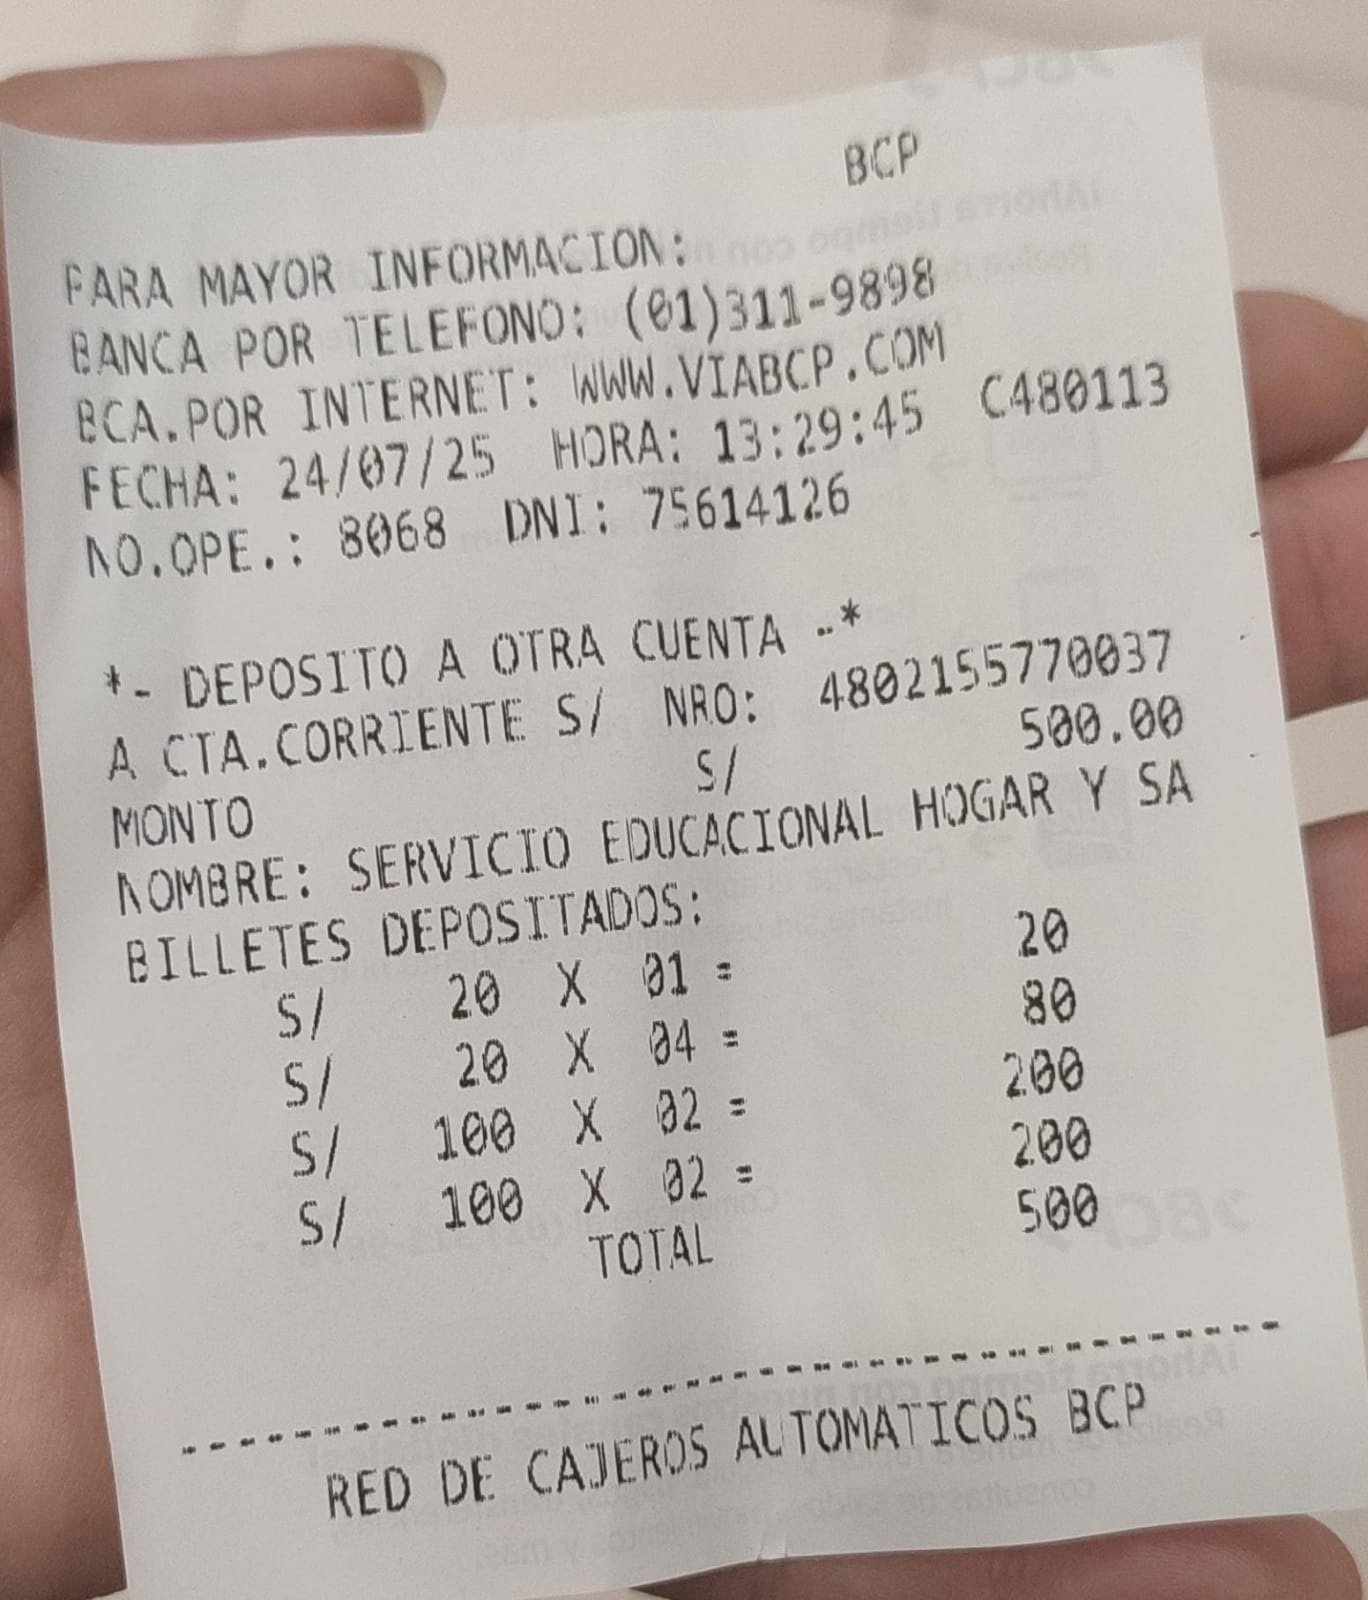 BCP
PARA MAYOR INFORMACION:
BANCA POR TELEFONO: (01)311-9898
BCA.POR INTERNET: WWW.VIABCP.COM
FECHA: 24/07/25 HORA: 13:29:45 C480113
NO.OPE.: 8068 DNI: 75614126
*- DEPOSITO A OTRA CUENTA -*
A CTA.CORRIENTE S/ NRO: 4802155770037
MONTO S/ 500.00
NOMBRE: SERVICIO EDUCACIONAL HOGAR Y SA
BILLETES DEPOSITADOS:
S/ 20 X 01 = 20
S/ 20 X 04 = 80
S/ 100 X 02 = 200
S/ 100 X 02 = 200
TOTAL 500
--------------------------------------
RED DE CAJEROS AUTOMATICOS BCP